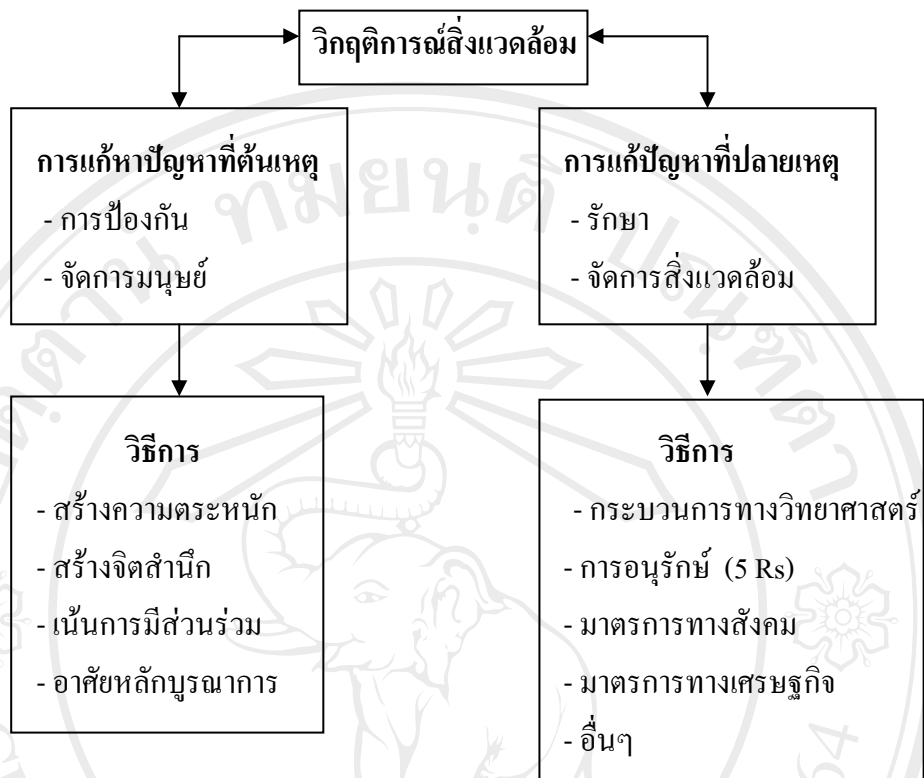 วิกฤติการณ์สิ่งแวดล้อม
การแก้หาปัญหาที่ต้นเหตุ
- การป้องกัน
- จัดการมนุษย์
การแก้ปัญหาที่ปลายเหตุ
- รักษา
- จัดการสิ่งแวดล้อม
วิธีการ
- สร้างความตระหนัก
- สร้างจิตสำนึก
- เน้นการมีส่วนร่วม
- อาศัยหลักบูรณาการ
วิธีการ
- กระบวนการทางวิทยาศาสตร์
- การอนุรักษ์ (5 Rs)
- มาตรการทางสังคม
- มาตรการทางเศรษฐกิจ
- อื่นๆ